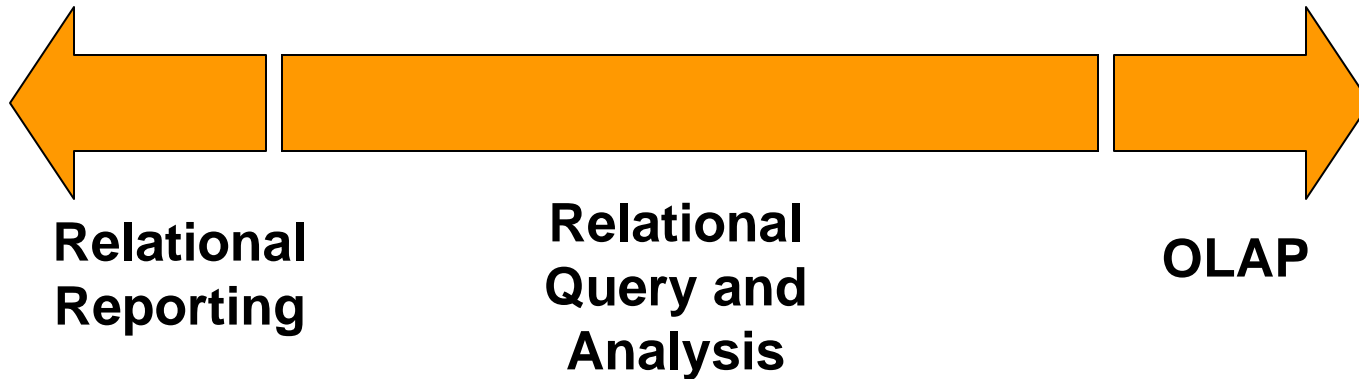 Relational
Reporting
Relational
Query and
Analysis
OLAP